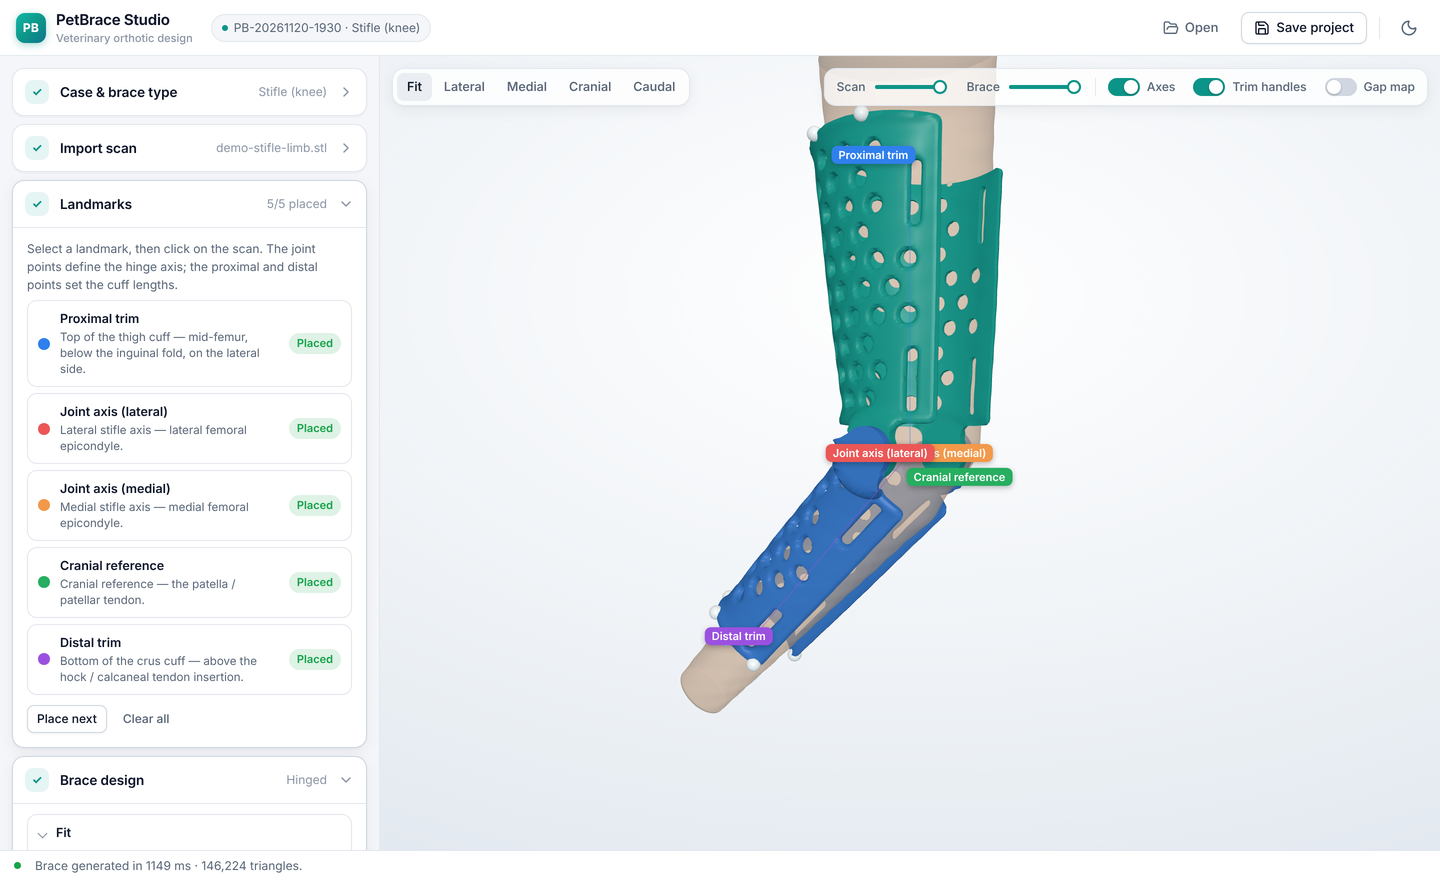 PB
PetBrace Studio
Veterinary orthotic design
PB-20261120-1930 · Stifle (knee)
Open
Save project
Case & brace type
Stifle (knee)
Import scan
demo-stifle-limb.stl
Landmarks
5/5 placed
Select a landmark, then click on the scan. The joint
points define the hinge axis; the proximal and distal
points set the cuff lengths.
Proximal trim
Top of the thigh cuff — mid-femur,
below the inguinal fold, on the lateral
side.
Placed
Joint axis (lateral)
Lateral stifle axis — lateral femoral
epicondyle.
Placed
Joint axis (medial)
Medial stifle axis — medial femoral
epicondyle.
Placed
Cranial reference
Cranial reference — the patella /
patellar tendon.
Placed
Distal trim
Bottom of the crus cuff — above the
hock / calcaneal tendon insertion.
Placed
Place next
Clear all
Brace design
Hinged
Fit
Fit
Lateral
Medial
Cranial
Caudal
Scan
Brace
Axes
Trim handles
Gap map
Proximal trim
Joint axis (lateral)
s (medial)
Cranial reference
Distal trim
Brace generated in 1149 ms · 146,224 triangles.